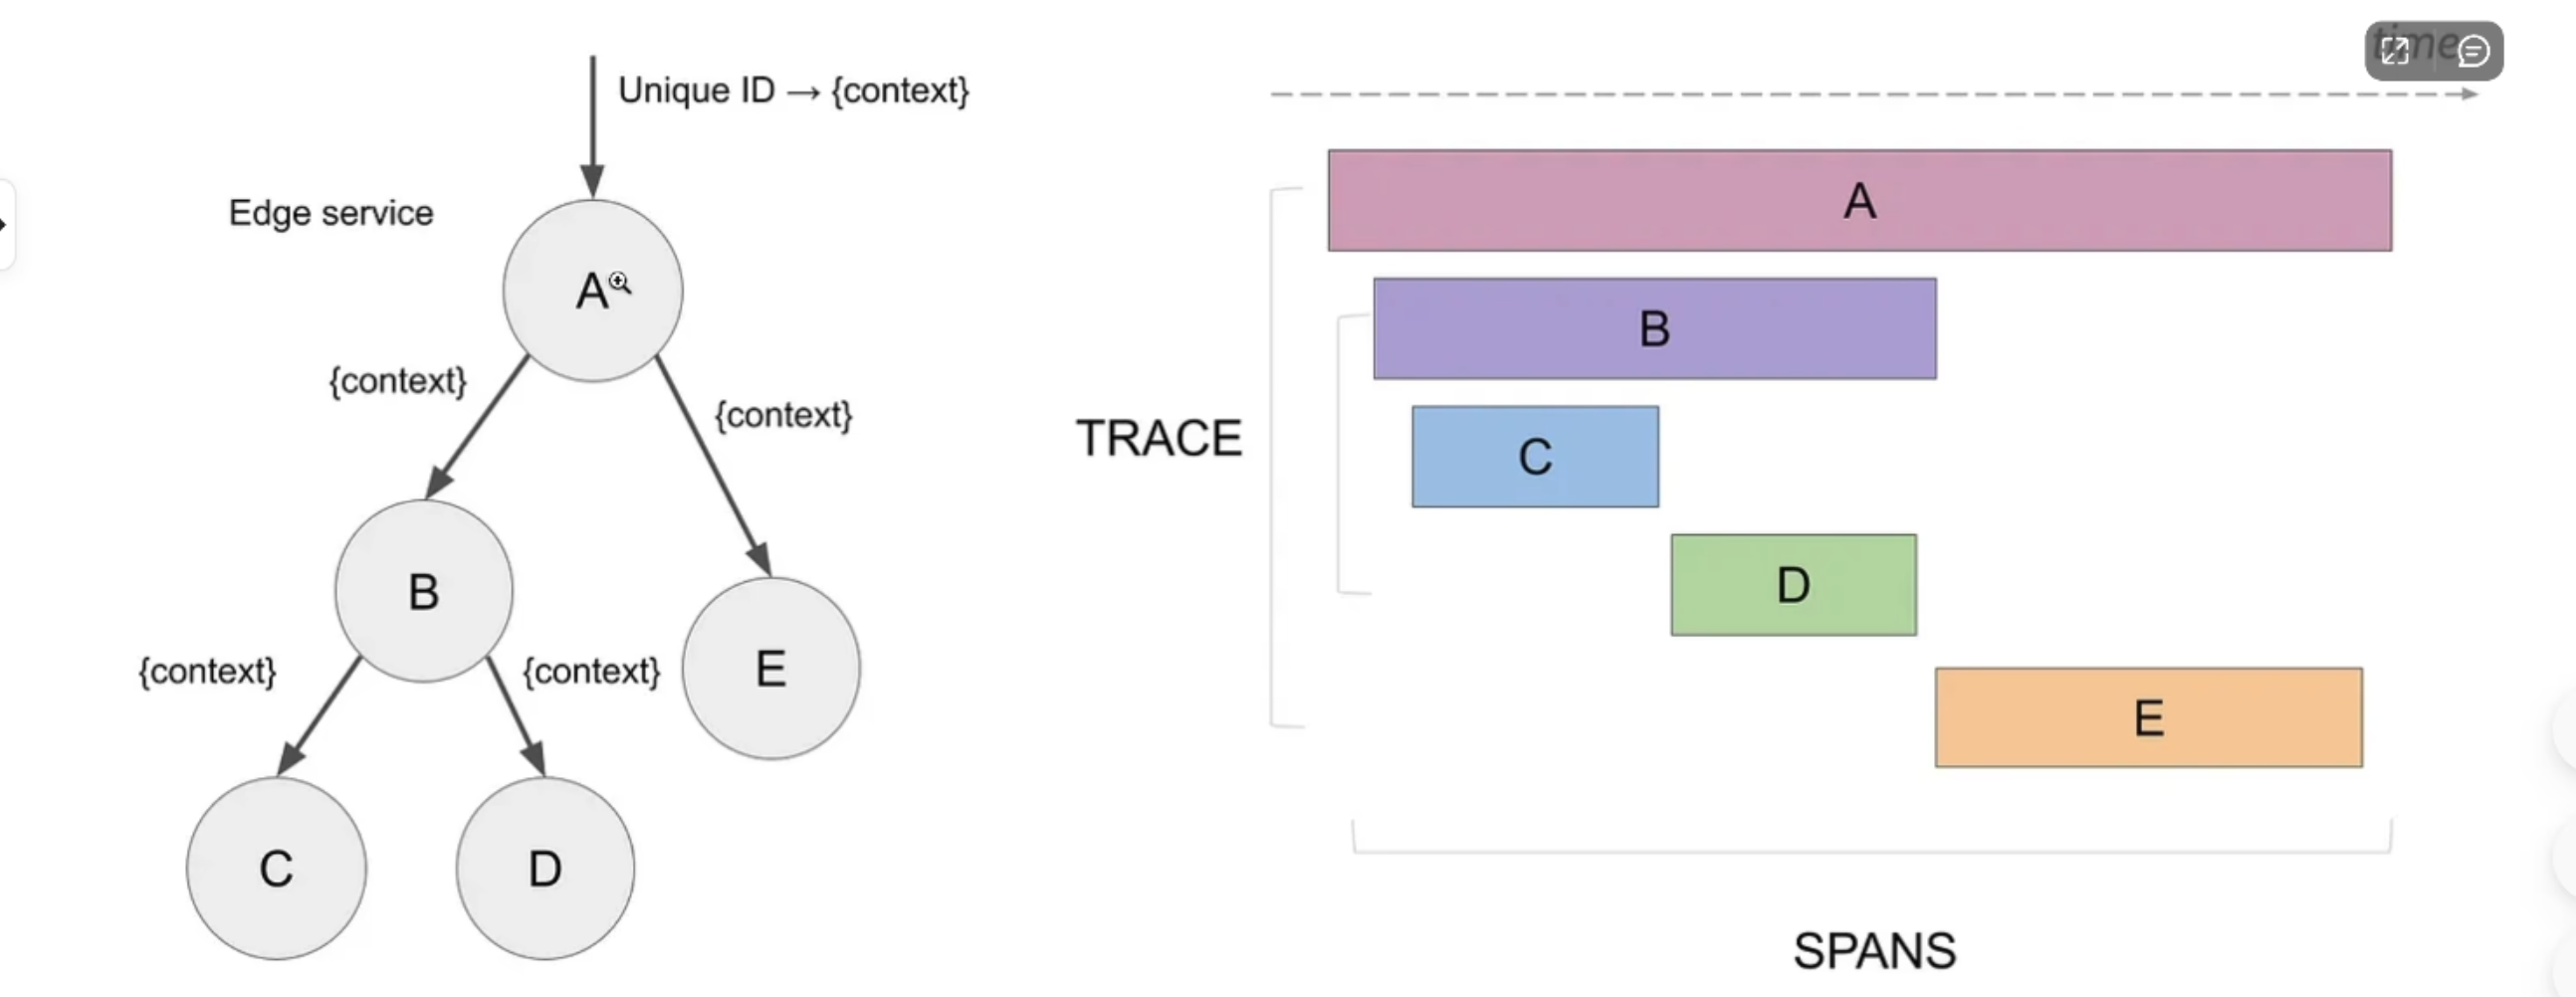 Unique ID → {context}
Edge service
A
{context}
{context}
B
E
{context}
{context}
C
D
time
A
B
C
D
E
TRACE
SPANS